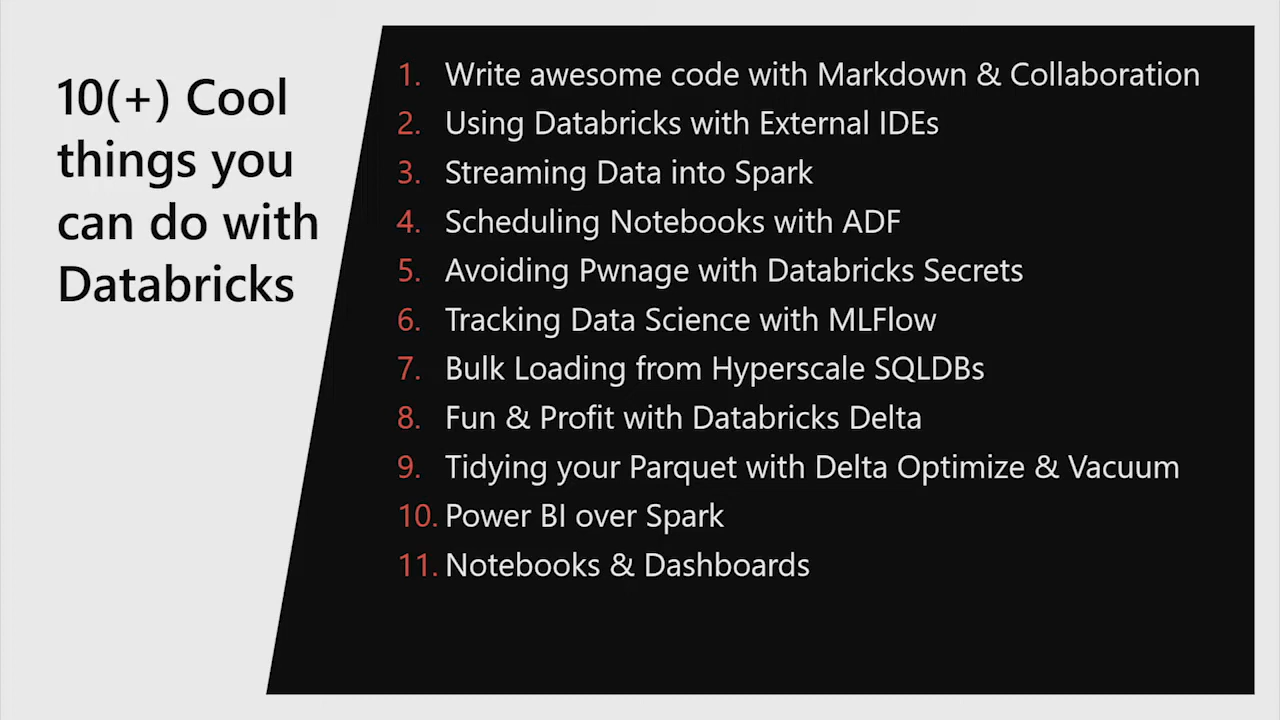 10(+) Cool
things you
can do with
Databricks
1. Write awesome code with Markdown & Collaboration
2. Using Databricks with External IDEs
3. Streaming Data into Spark
4. Scheduling Notebooks with ADF
5. Avoiding Pwnage with Databricks Secrets
6. Tracking Data Science with MLFlow
7. Bulk Loading from Hyperscale SQLDBs
8. Fun & Profit with Databricks Delta
9. Tidying your Parquet with Delta Optimize & Vacuum
10. Power BI over Spark
11. Notebooks & Dashboards